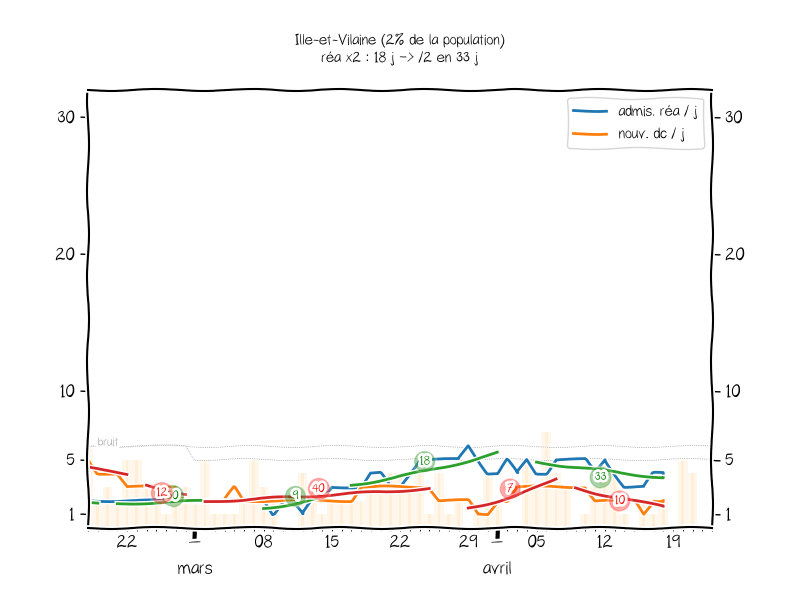 Ille-et-Vilaine (2% de la population)
réa x2 : 18 j -> /2 en 33 j
admis. réa / j
nouv. dc / j
30 30
20 20
10 10
bruit
5 5
18
33
12 9 40 7 10
1 1
22 1 08 15 22 29 1 05 12 19
mars avril